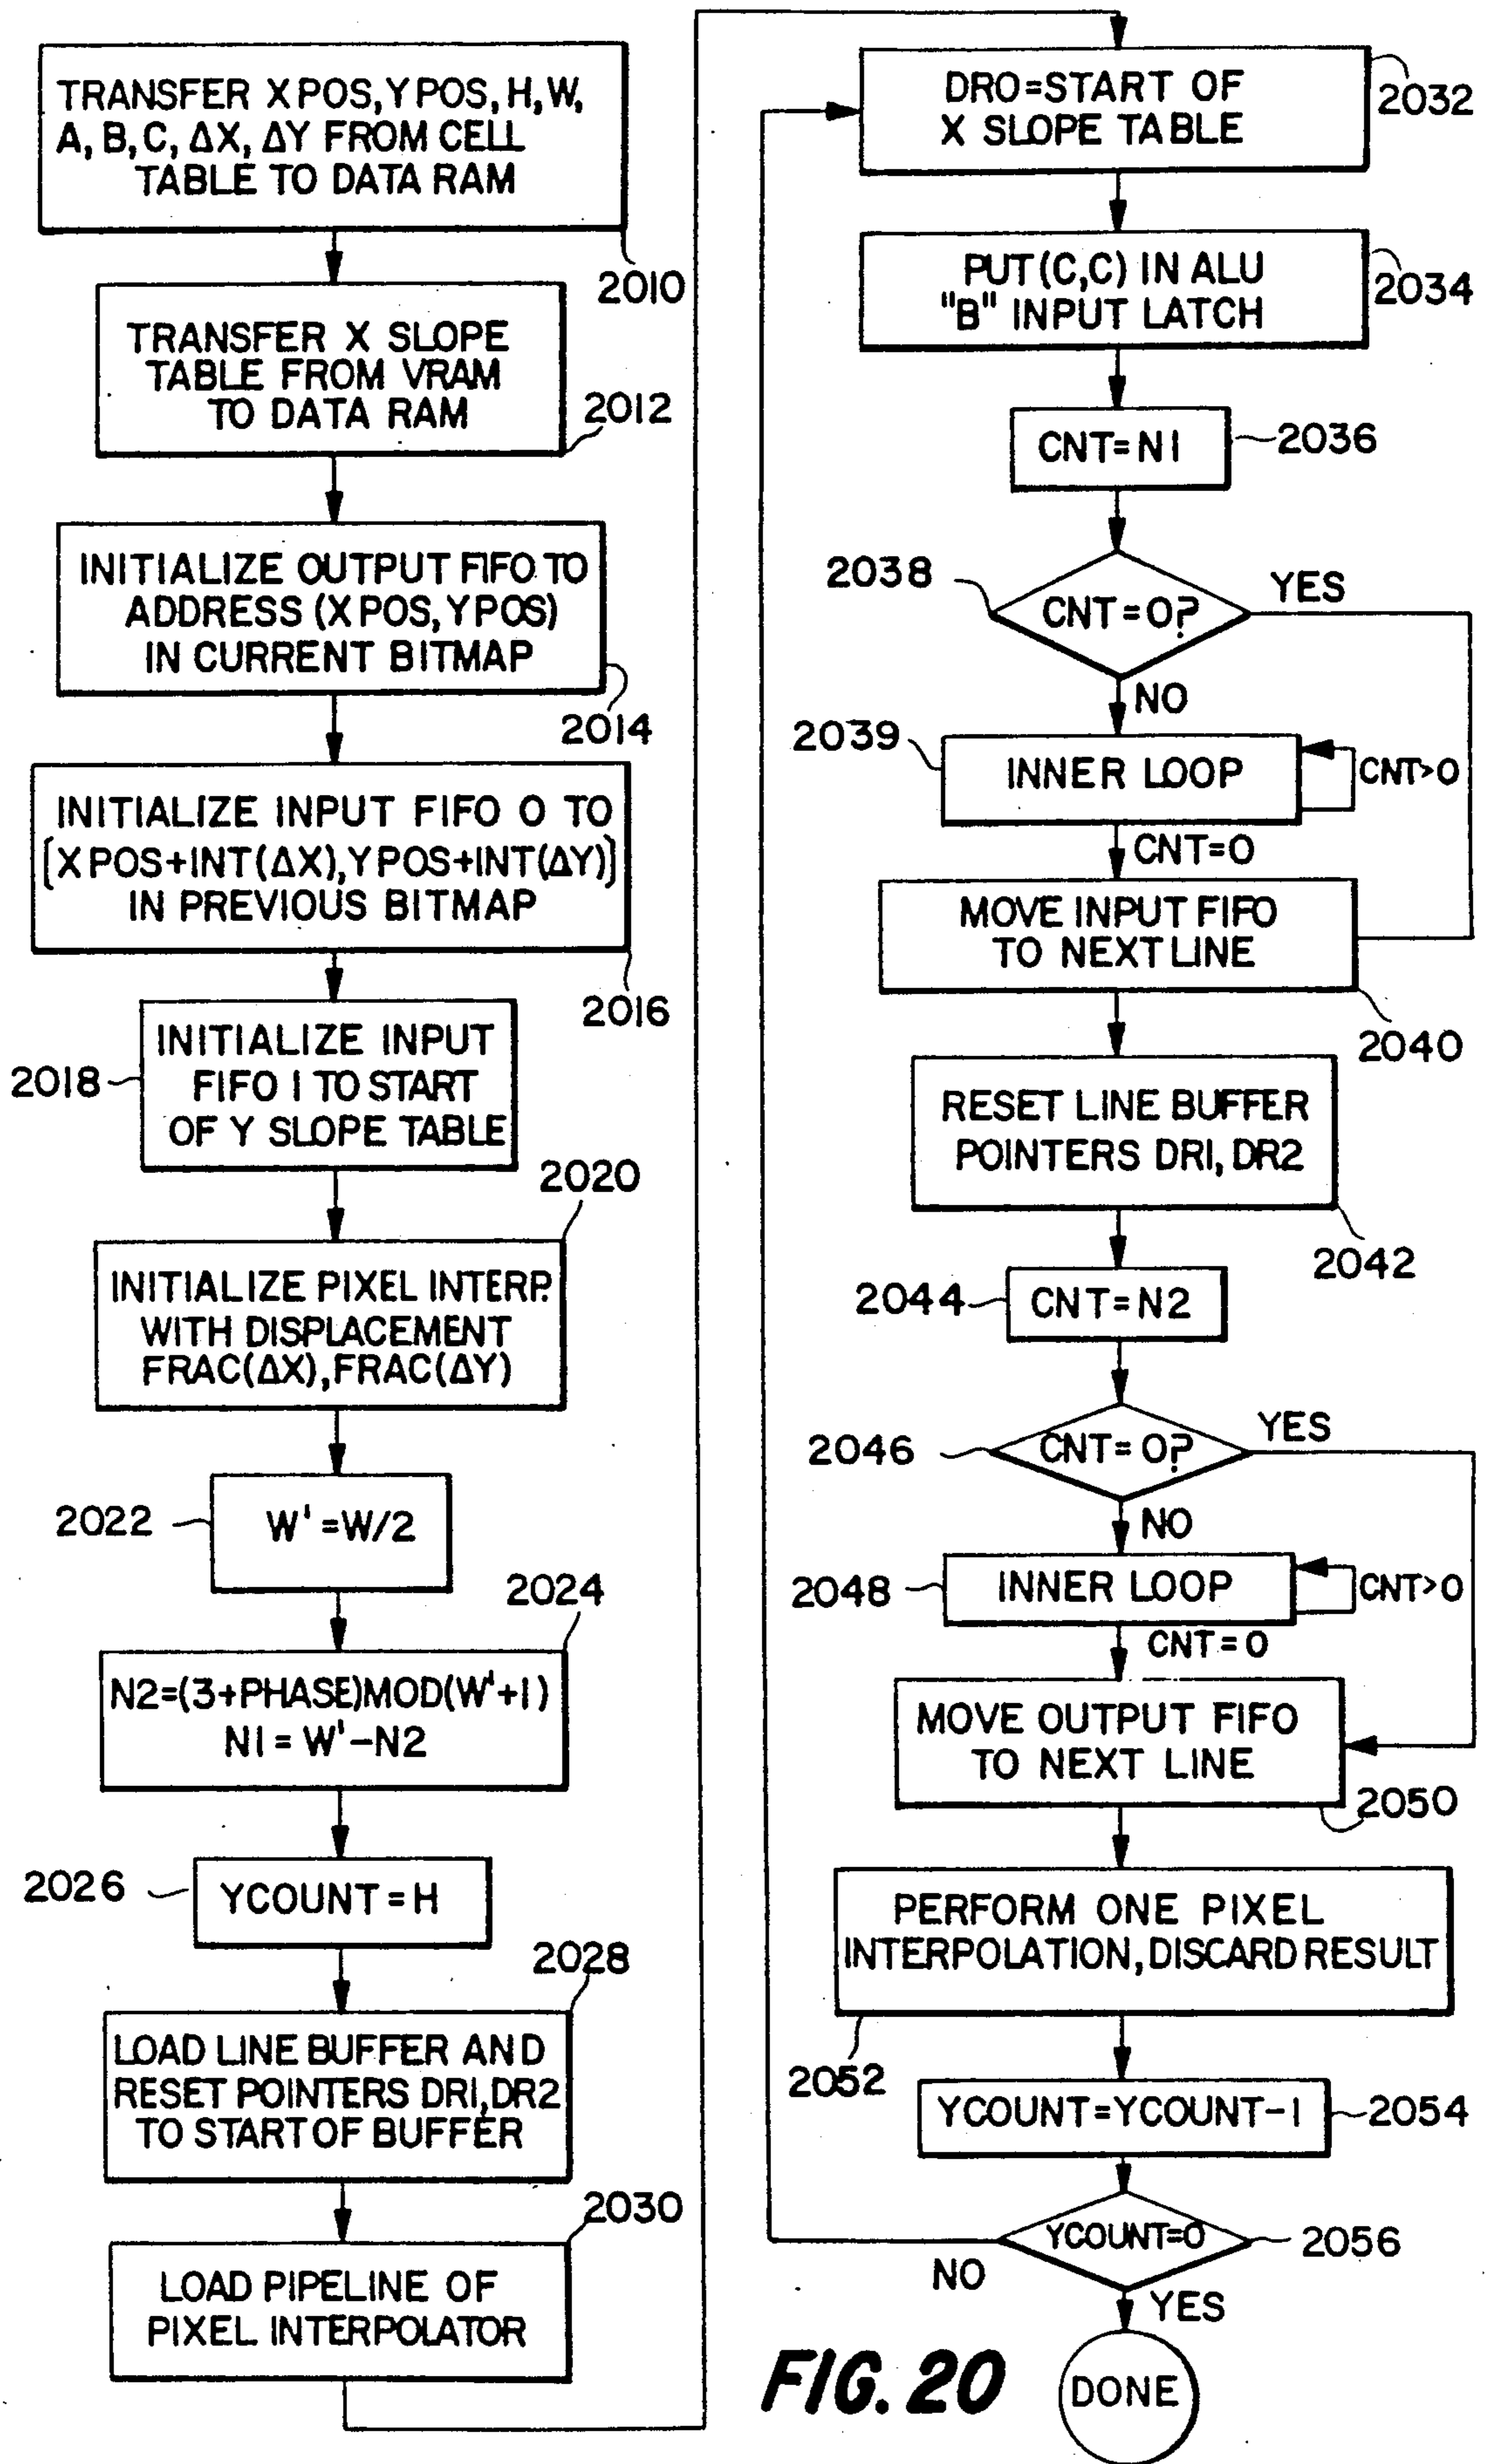 TRANSFER XPOS, YPOS, H, W,
A, B, C, ΔX, ΔY FROM CELL
TABLE TO DATA RAM
2010
TRANSFER X SLOPE
TABLE FROM VRAM
TO DATA RAM
2012
INITIALIZE OUTPUT FIFO TO
ADDRESS (XPOS, YPOS)
IN CURRENT BITMAP
2014
INITIALIZE INPUT FIFO 0 TO
[XPOS+INT(ΔX), YPOS+INT(ΔY)]
IN PREVIOUS BITMAP
2016
INITIALIZE INPUT
FIFO 1 TO START
OF Y SLOPE TABLE
2018
2020
INITIALIZE PIXEL INTERP.
WITH DISPLACEMENT
FRAC(ΔX), FRAC(ΔY)
2022
W'=W/2
2024
N2=(3+PHASE)MOD(W'+1)
N1=W'-N2
2026
YCOUNT=H
2028
LOAD LINE BUFFER AND
RESET POINTERS DR1, DR2
TO START OF BUFFER
2030
LOAD PIPELINE OF
PIXEL INTERPOLATOR
DR0=START OF
X SLOPE TABLE
2032
PUT (C,C) IN ALU
"B" INPUT LATCH
2034
CNT=N1
2036
2038
CNT=0?
YES
NO
2039
INNER LOOP
CNT>0
CNT=0
MOVE INPUT FIFO
TO NEXT LINE
2040
RESET LINE BUFFER
POINTERS DR1, DR2
2042
2044
CNT=N2
2046
CNT=0?
YES
NO
2048
INNER LOOP
CNT>0
CNT=0
MOVE OUTPUT FIFO
TO NEXT LINE
2050
PERFORM ONE PIXEL
INTERPOLATION, DISCARD RESULT
2052
YCOUNT=YCOUNT-1
2054
YCOUNT=0
2056
NO
YES
DONE
FIG. 20